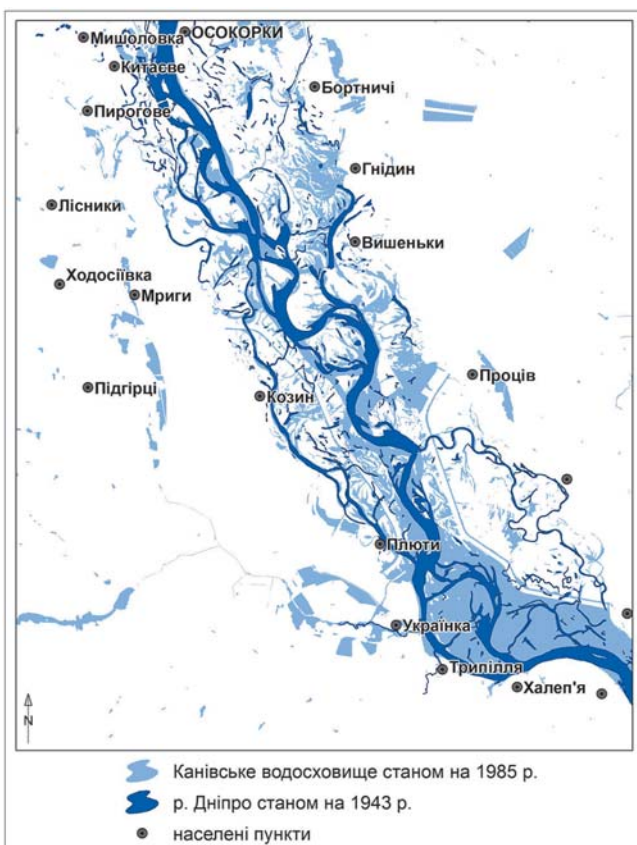 ОСОКОРКИ
Мишоловка
Китаєве
Бортничі
Пирогове
Гнідин
Лісники
Вишеньки
Ходосіївка
Мриги
Проців
Підгірці
Козин
Плюти
Українка
Трипілля
Халеп'я
N
Канівське водосховище станом на 1985 р.
р. Дніпро станом на 1943 р.
населені пункти